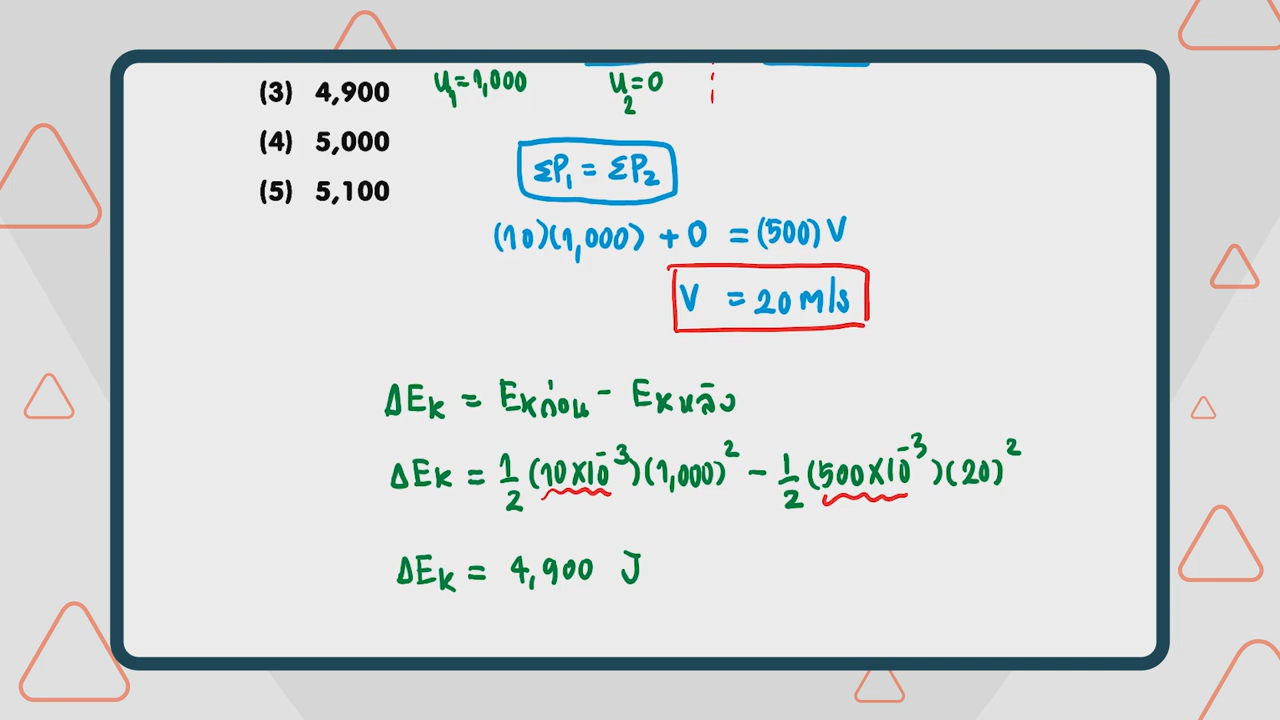 (3) 4,900 u₁=1,000 u₂=0
(4) 5,000
(5) 5,100
ΣP₁ = ΣP₂
(10)(1,000) + 0 = (500)V
V = 20 m/s
ΔEₖ = Eₖก่อน - Eₖหลัง
ΔEₖ = 1/2 (10×10⁻³)(1,000)² - 1/2 (500×10⁻³)(20)²
ΔEₖ = 4,900 J